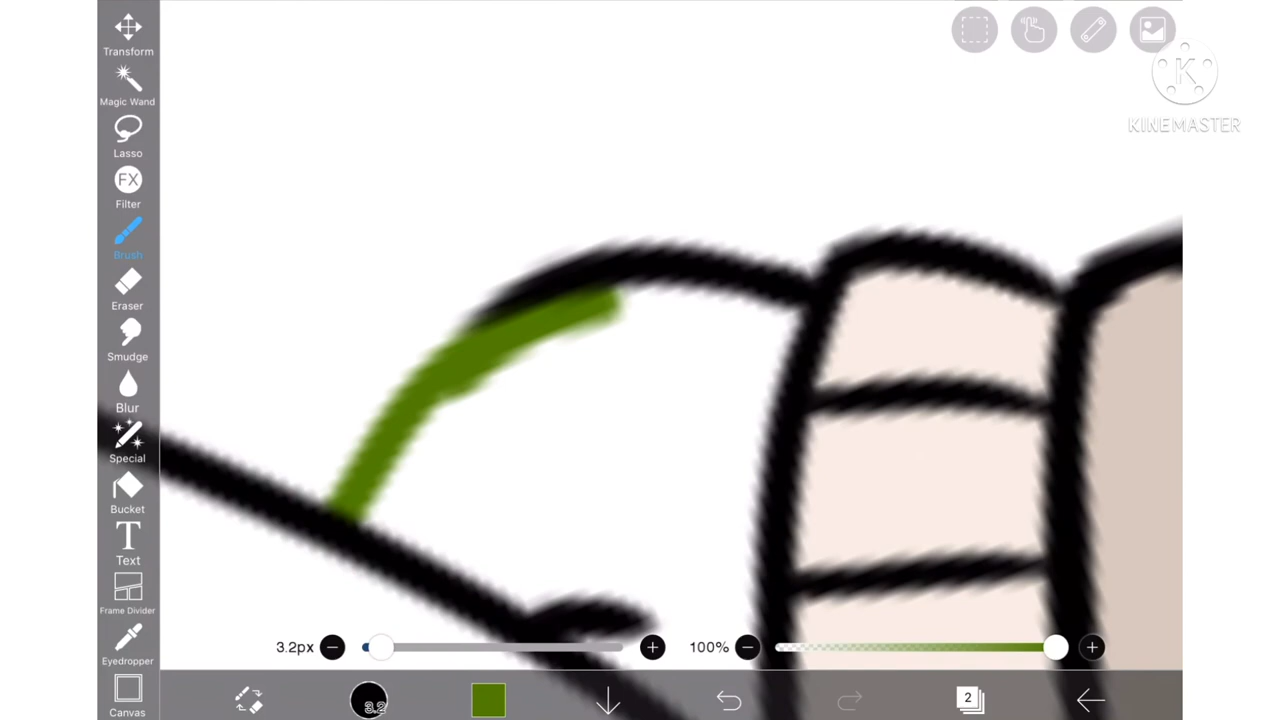 Transform
Magic Wand
Lasso
FX
Filter
Brush
Eraser
Smudge
Blur
Special
Bucket
T
Text
Frame Divider
Eyedropper
Canvas
K
KINEMASTER
3.2px
100%
3.2
2